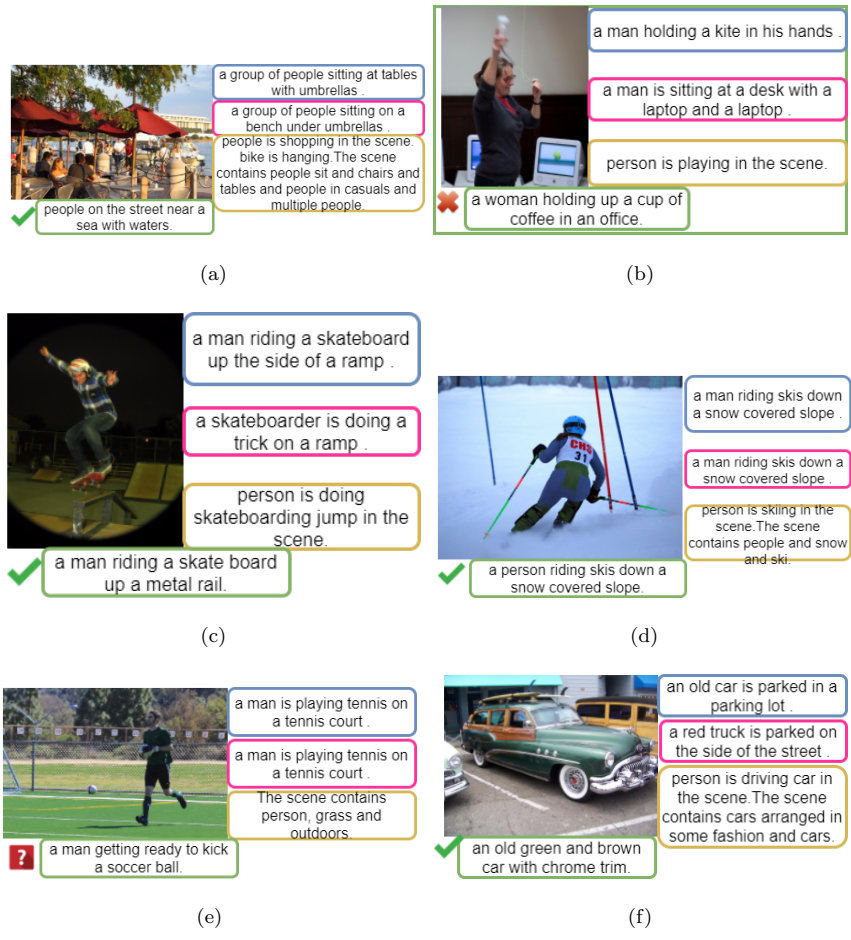 a group of people sitting at tables
with umbrellas .
a group of people sitting on a
bench under umbrellas .
people is shopping in the scene.
bike is hanging.The scene
contains people sit and chairs and
tables and people in casuals and
multiple people.
people on the street near a
sea with waters.
(a)
a man holding a kite in his hands .
a man is sitting at a desk with a
laptop and a laptop .
person is playing in the scene.
a woman holding up a cup of
coffee in an office.
(b)
a man riding a skateboard
up the side of a ramp .
a skateboarder is doing a
trick on a ramp .
person is doing
skateboarding jump in the
scene.
a man riding a skate board
up a metal rail.
(c)
CHS
31
a man riding skis down
a snow covered slope .
a man riding skis down a
snow covered slope .
person is skiing in the
scene.The scene
contains people and snow
and ski.
a person riding skis down a
snow covered slope.
(d)
a man is playing tennis on
a tennis court .
a man is playing tennis on
a tennis court .
The scene contains
person, grass and
outdoors.
?
a man getting ready to kick
a soccer ball.
(e)
an old car is parked in a
parking lot .
a red truck is parked on
the side of the street .
person is driving car in
the scene.The scene
contains cars arranged in
some fashion and cars.
an old green and brown
car with chrome trim.
(f)